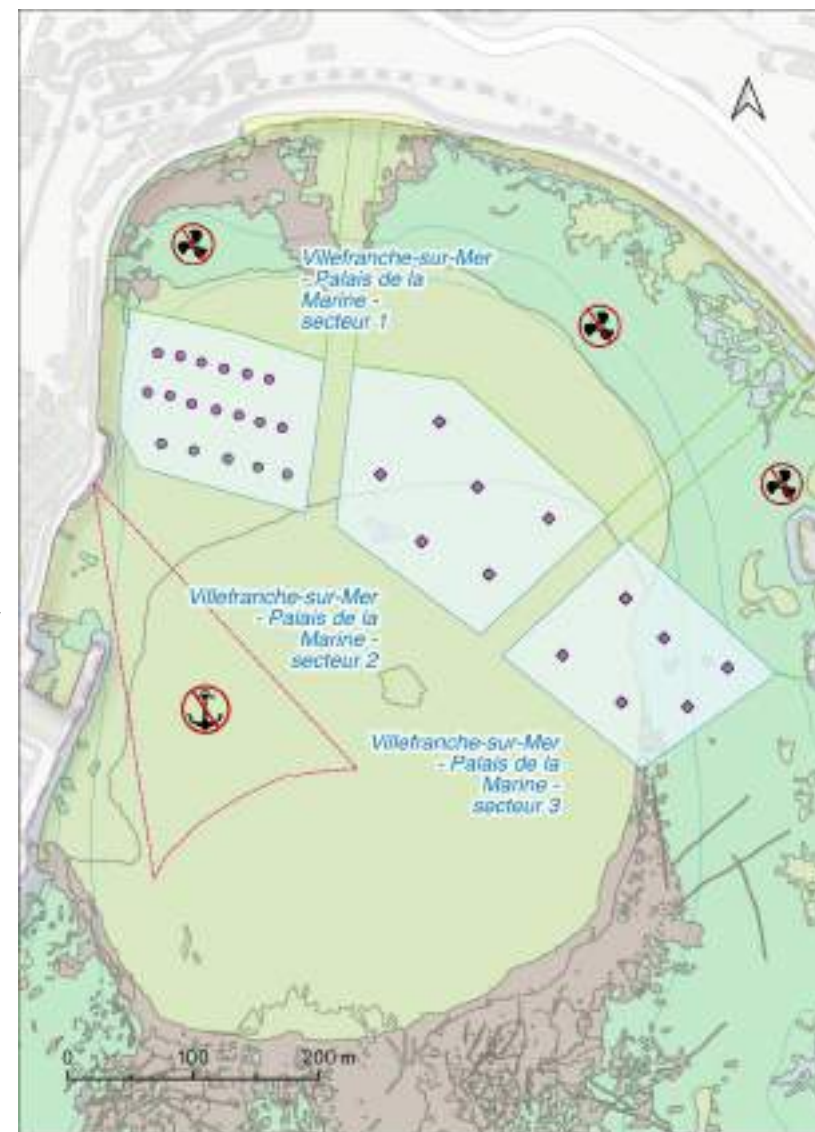 Villefranche-sur-Mer
- Palais de la
Marine -
secteur 1
Villefranche-sur-Mer
- Palais de la
Marine -
secteur 2
Villefranche-sur-Mer
- Palais de la
Marine -
secteur 3
0 100 200 m